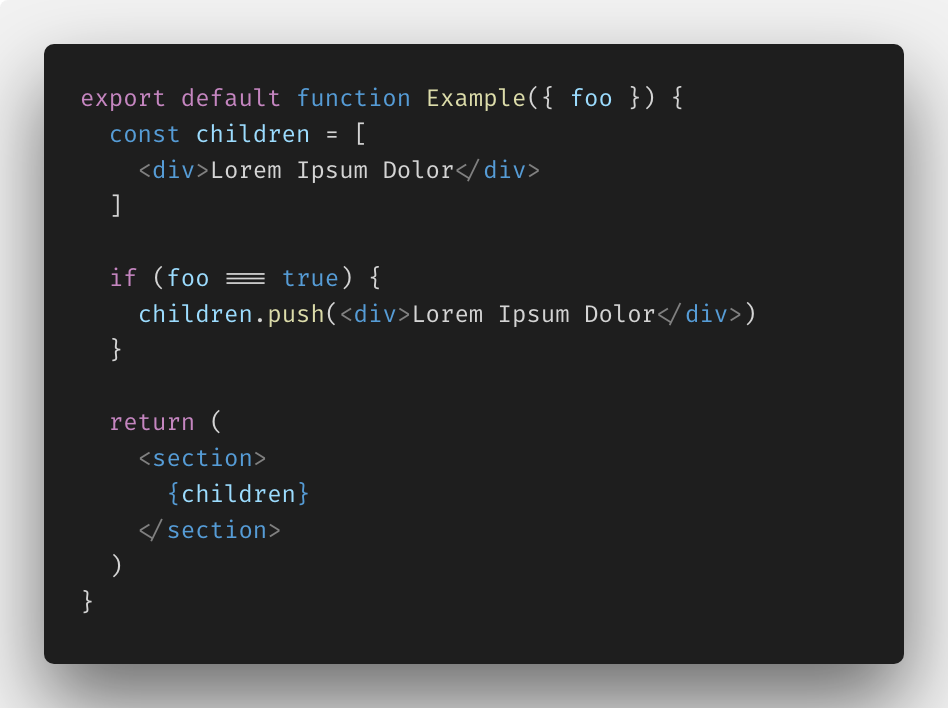 export default function Example({ foo }) {
  const children = [
    <div>Lorem Ipsum Dolor</div>
  ]

  if (foo === true) {
    children.push(<div>Lorem Ipsum Dolor</div>)
  }

  return (
    <section>
      {children}
    </section>
  )
}